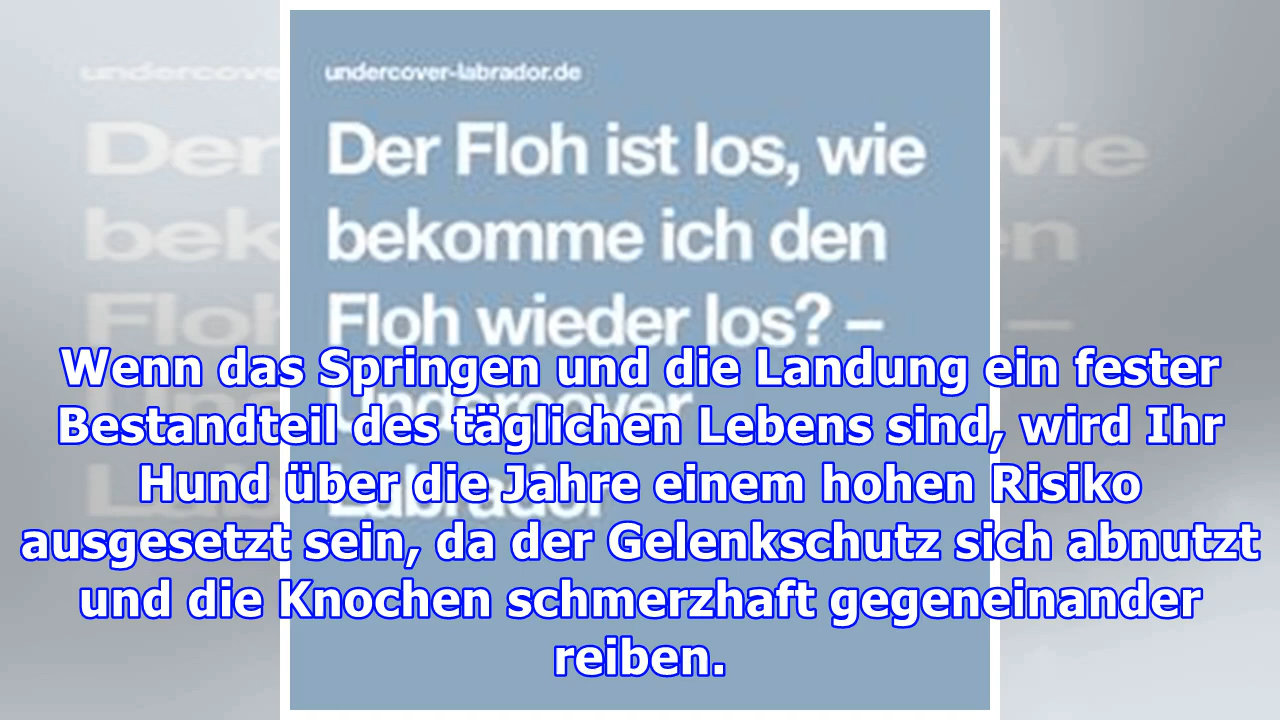 undercover-labrador.de
Der Floh ist los, wie
bekomme ich den
Floh wieder los? –
Undercover
Labrador
Wenn das Springen und die Landung ein fester
Bestandteil des täglichen Lebens sind, wird Ihr
Hund über die Jahre einem hohen Risiko
ausgesetzt sein, da der Gelenkschutz sich abnutzt
und die Knochen schmerzhaft gegeneinander
reiben.